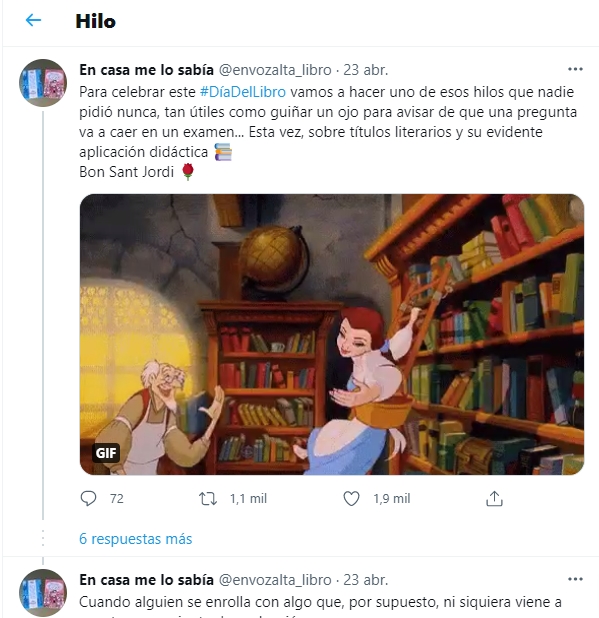 Hilo
En casa me lo sabía @envozalta_libro · 23 abr.
Para celebrar este #DíaDelLibro vamos a hacer uno de esos hilos que nadie
pidió nunca, tan útiles como guiñar un ojo para avisar de que una pregunta
va a caer en un examen... Esta vez, sobre títulos literarios y su evidente
aplicación didáctica 📚
Bon Sant Jordi 🌹
GIF
72 1,1 mil 1,9 mil
6 respuestas más
En casa me lo sabía @envozalta_libro · 23 abr.
Cuando alguien se enrolla con algo que, por supuesto, ni siquiera viene a